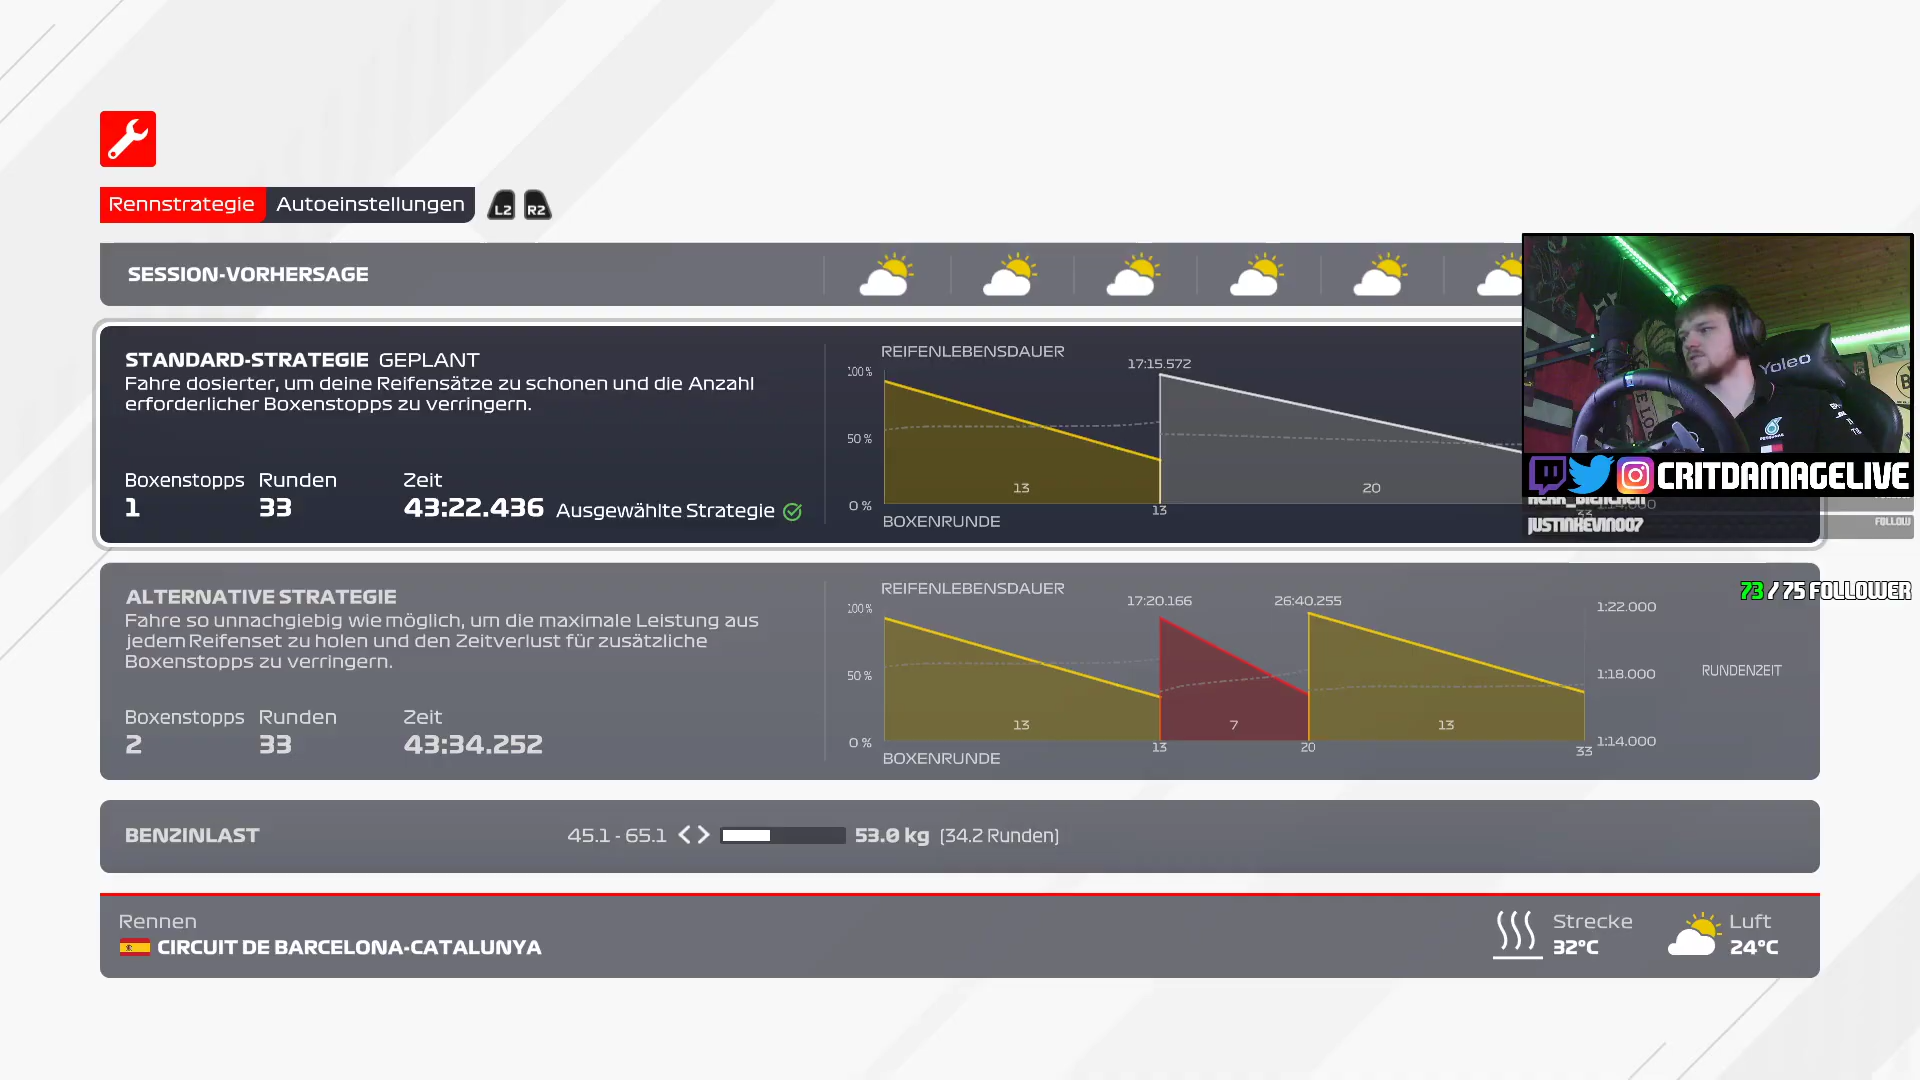 Rennstrategie Autoeinstellungen L2 R2
SESSION-VORHERSAGE
STANDARD-STRATEGIE GEPLANT
Fahre dosierter, um deine Reifensätze zu schonen und die Anzahl
erforderlicher Boxenstopps zu verringern.
Boxenstopps Runden Zeit
1 33 43:22.436 Ausgewählte Strategie
REIFENLEBENSDAUER
17:15.572
100 %
50 %
0 %
13 20
13
BOXENRUNDE
Yoleo
CRITDAMAGELIVE
JUSTINKEVIN007 FOLLOW
73 / 75 FOLLOWER
ALTERNATIVE STRATEGIE
Fahre so unnachgiebig wie möglich, um die maximale Leistung aus
jedem Reifenset zu holen und den Zeitverlust für zusätzliche
Boxenstopps zu verringern.
Boxenstopps Runden Zeit
2 33 43:34.252
REIFENLEBENSDAUER
17:20.166 26:40.255
100 %
50 %
0 %
13 7 13
13 20 33
BOXENRUNDE
1:22.000
1:18.000
1:14.000
RUNDENZEIT
BENZINLAST 45.1 - 65.1 53.0 kg (34.2 Runden)
Rennen
CIRCUIT DE BARCELONA-CATALUNYA
Strecke
32°C
Luft
24°C